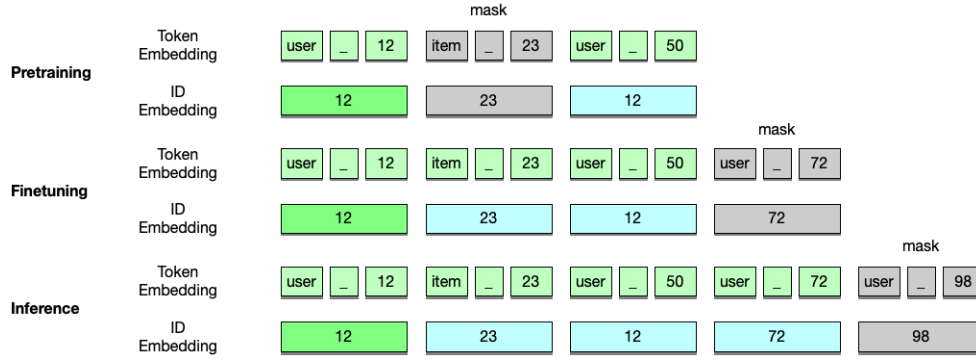 mask
Token Embedding user _ 12 item _ 23 user _ 50
Pretraining
ID Embedding 12 23 12
mask
Token Embedding user _ 12 item _ 23 user _ 50 user _ 72
Finetuning
ID Embedding 12 23 12 72
mask
Token Embedding user _ 12 item _ 23 user _ 50 user _ 72 user _ 98
Inference
ID Embedding 12 23 12 72 98